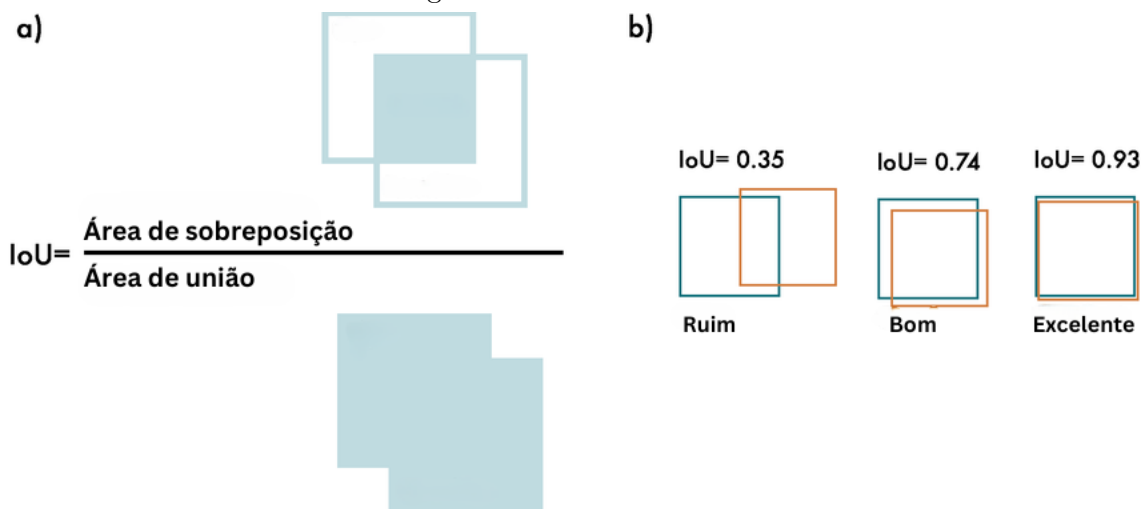 a)
IoU=
Área de sobreposição
Área de união
b)
IoU= 0.35
IoU= 0.74
IoU= 0.93
Ruim
Bom
Excelente